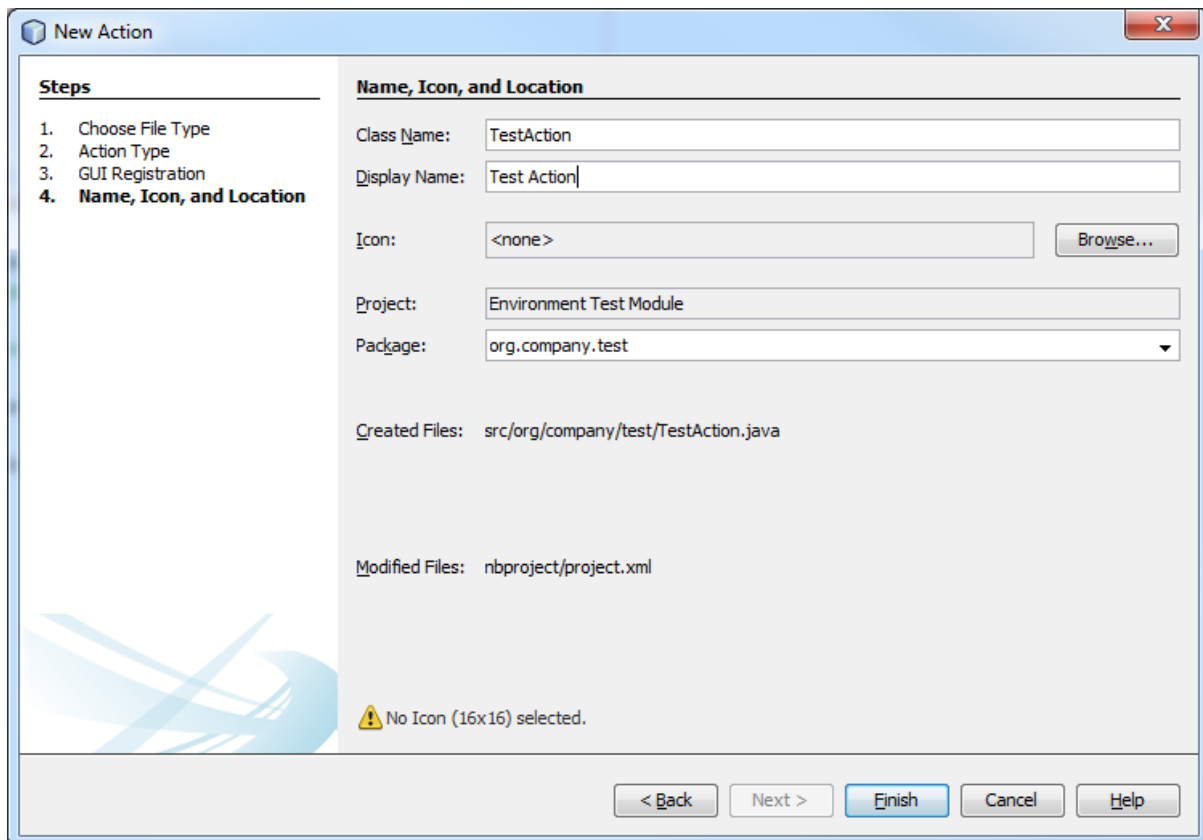 New Action
Steps
1. Choose File Type
2. Action Type
3. GUI Registration
4. Name, Icon, and Location
Name, Icon, and Location
Class Name: TestAction
Display Name: Test Action
Icon: <none> Browse...
Project: Environment Test Module
Package: org.company.test
Created Files: src/org/company/test/TestAction.java
Modified Files: nbproject/project.xml
No Icon (16x16) selected.
< Back Next > Finish Cancel Help